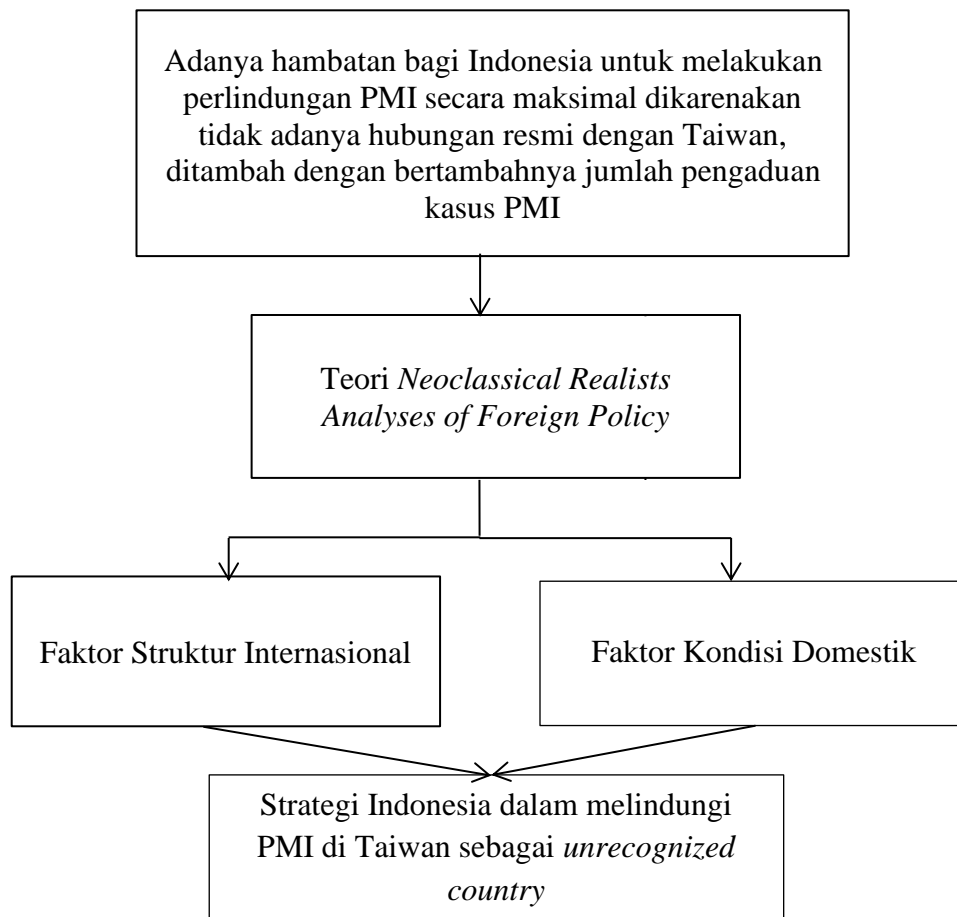 Adanya hambatan bagi Indonesia untuk melakukan
perlindungan PMI secara maksimal dikarenakan
tidak adanya hubungan resmi dengan Taiwan,
ditambah dengan bertambahnya jumlah pengaduan
kasus PMI
Teori Neoclassical Realists
Analyses of Foreign Policy
Faktor Struktur Internasional
Faktor Kondisi Domestik
Strategi Indonesia dalam melindungi
PMI di Taiwan sebagai unrecognized
country